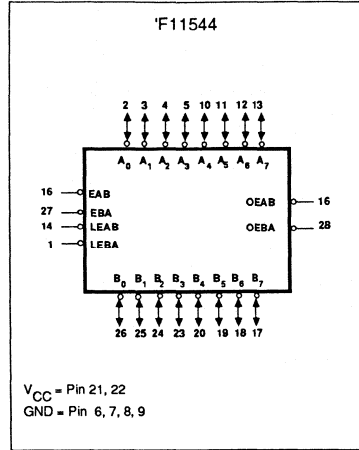 'F11544
2 3 4 5 10 11 12 13
A0 A1 A2 A3 A4 A5 A6 A7
16 EAB
OEAB 16
27 EBA
14 LEAB
OEBA 28
1 LEBA
B0 B1 B2 B3 B4 B5 B6 B7
26 25 24 23 20 19 18 17
VCC = Pin 21, 22
GND = Pin 6, 7, 8, 9